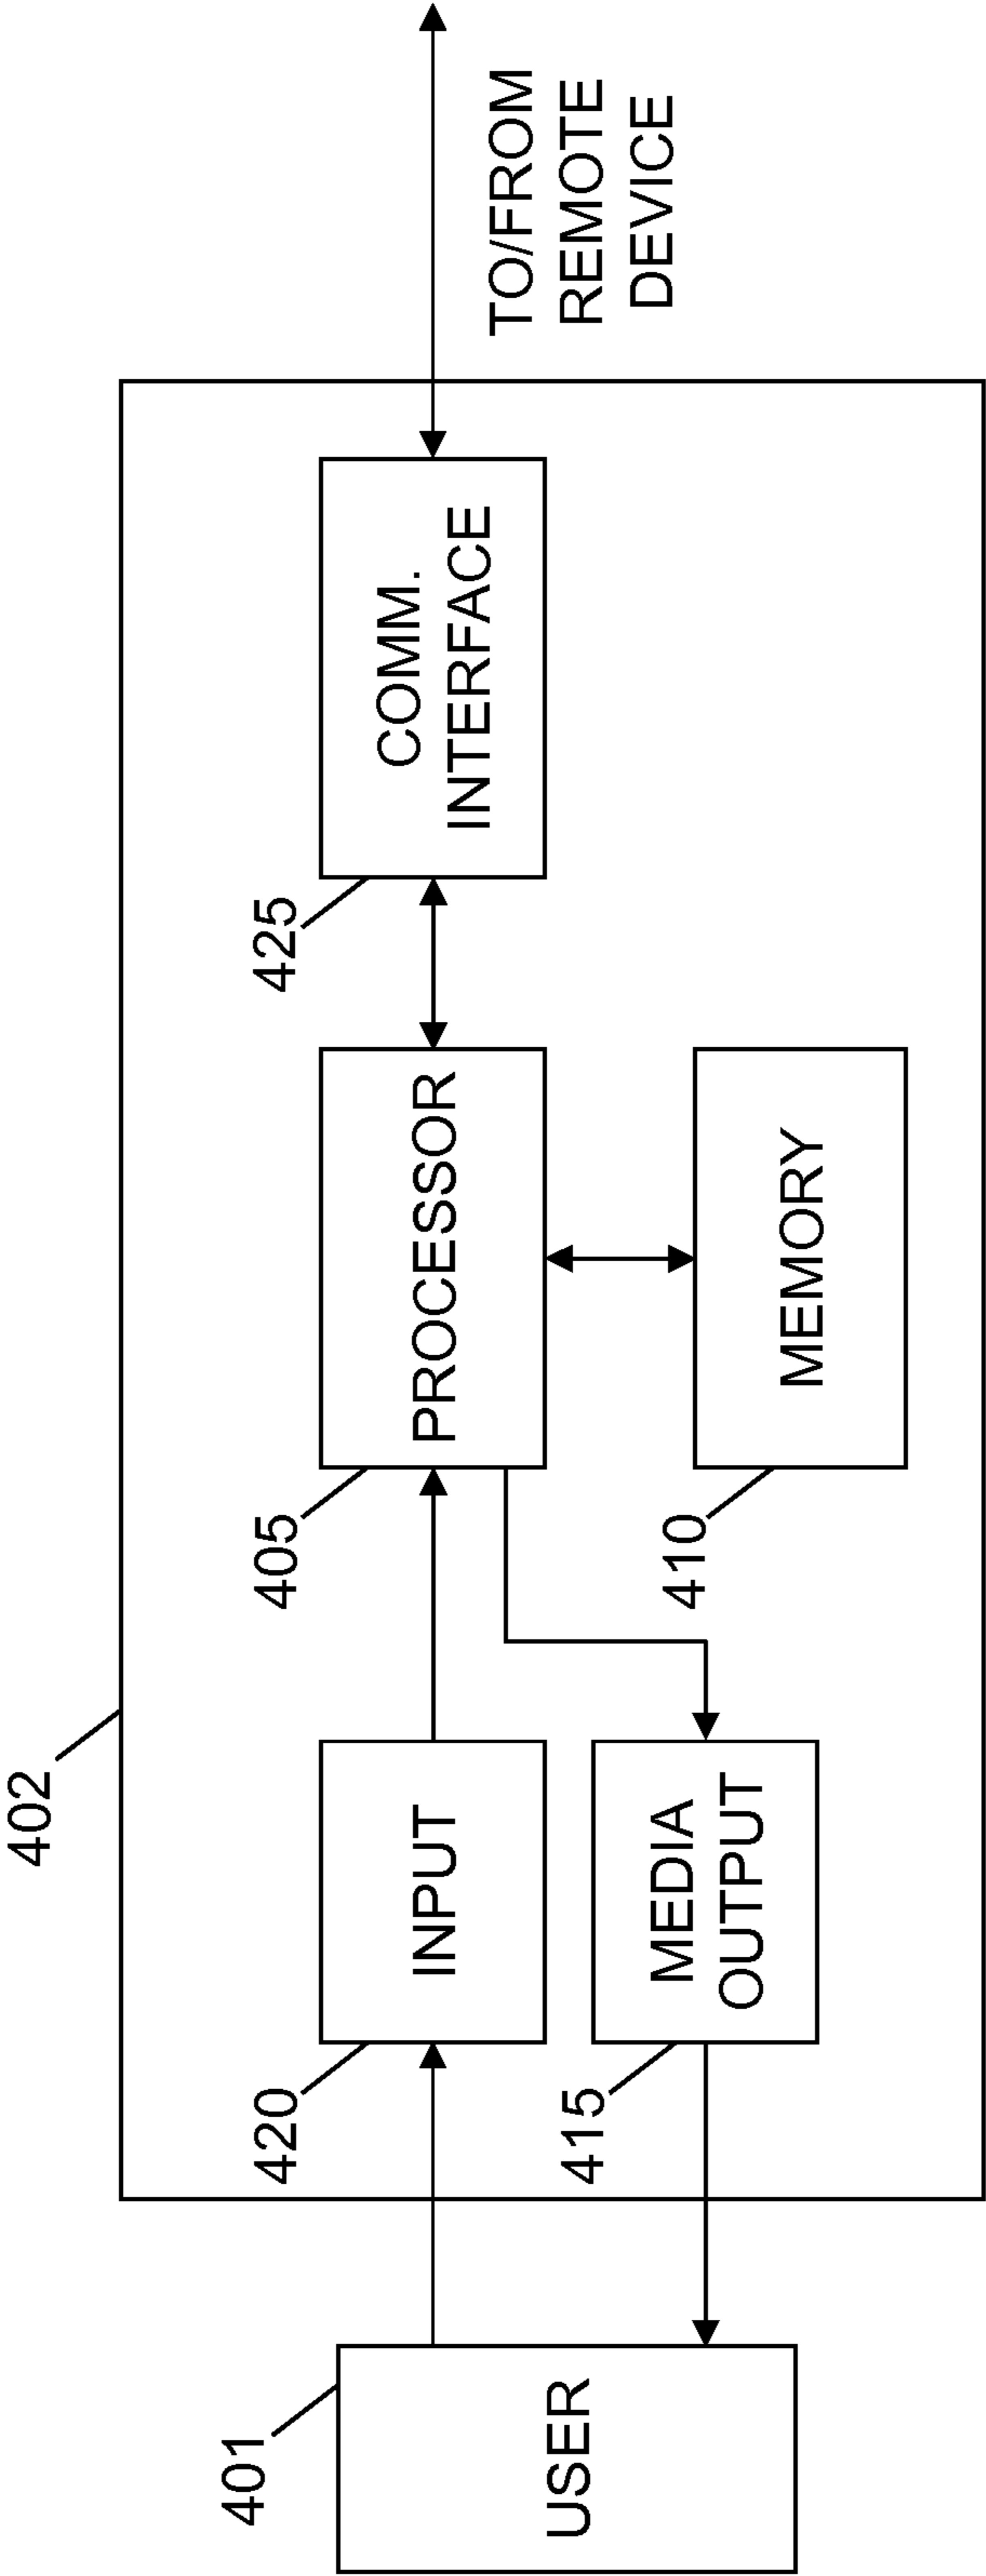 402
401
USER
420
INPUT
405
PROCESSOR
425
COMM.
INTERFACE
TO/FROM
REMOTE
DEVICE
415
MEDIA
OUTPUT
410
MEMORY